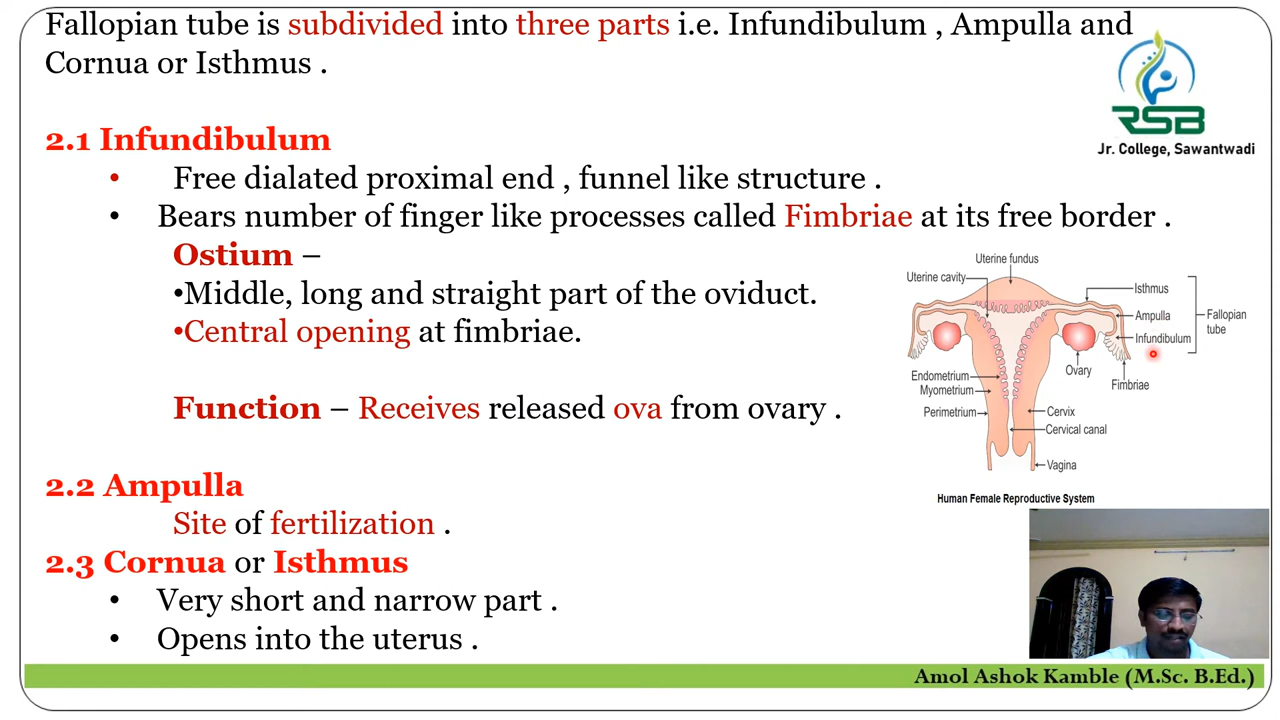 Fallopian tube is subdivided into three parts i.e. Infundibulum , Ampulla and
Cornua or Isthmus .
RSB
Jr. College, Sawantwadi
2.1 Infundibulum
• Free dialated proximal end , funnel like structure .
• Bears number of finger like processes called Fimbriae at its free border .
Ostium –
•Middle, long and straight part of the oviduct.
•Central opening at fimbriae.
Function – Receives released ova from ovary .
2.2 Ampulla
Site of fertilization .
2.3 Cornua or Isthmus
• Very short and narrow part .
• Opens into the uterus .
Uterine fundus
Uterine cavity
Isthmus
Ampulla
Fallopian
tube
Infundibulum
Ovary
Fimbriae
Endometrium
Myometrium
Perimetrium
Cervix
Cervical canal
Vagina
Human Female Reproductive System
Amol Ashok Kamble (M.Sc. B.Ed.)